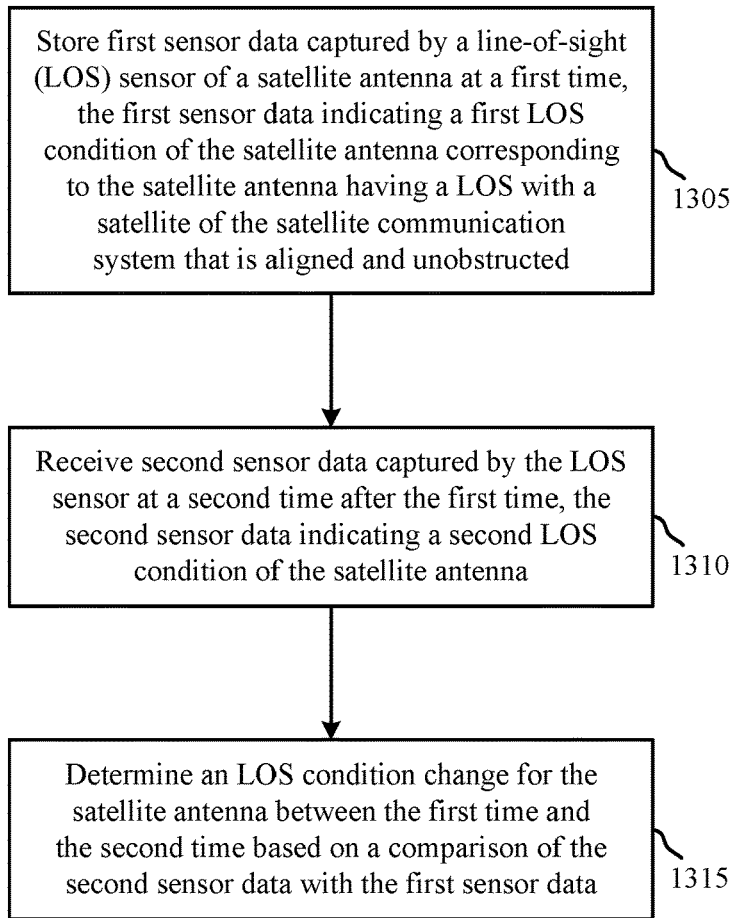 Store first sensor data captured by a line-of-sight
(LOS) sensor of a satellite antenna at a first time,
the first sensor data indicating a first LOS
condition of the satellite antenna corresponding
to the satellite antenna having a LOS with a
satellite of the satellite communication
system that is aligned and unobstructed
1305
Receive second sensor data captured by the LOS
sensor at a second time after the first time, the
second sensor data indicating a second LOS
condition of the satellite antenna
1310
Determine an LOS condition change for the
satellite antenna between the first time and
the second time based on a comparison of the
second sensor data with the first sensor data
1315